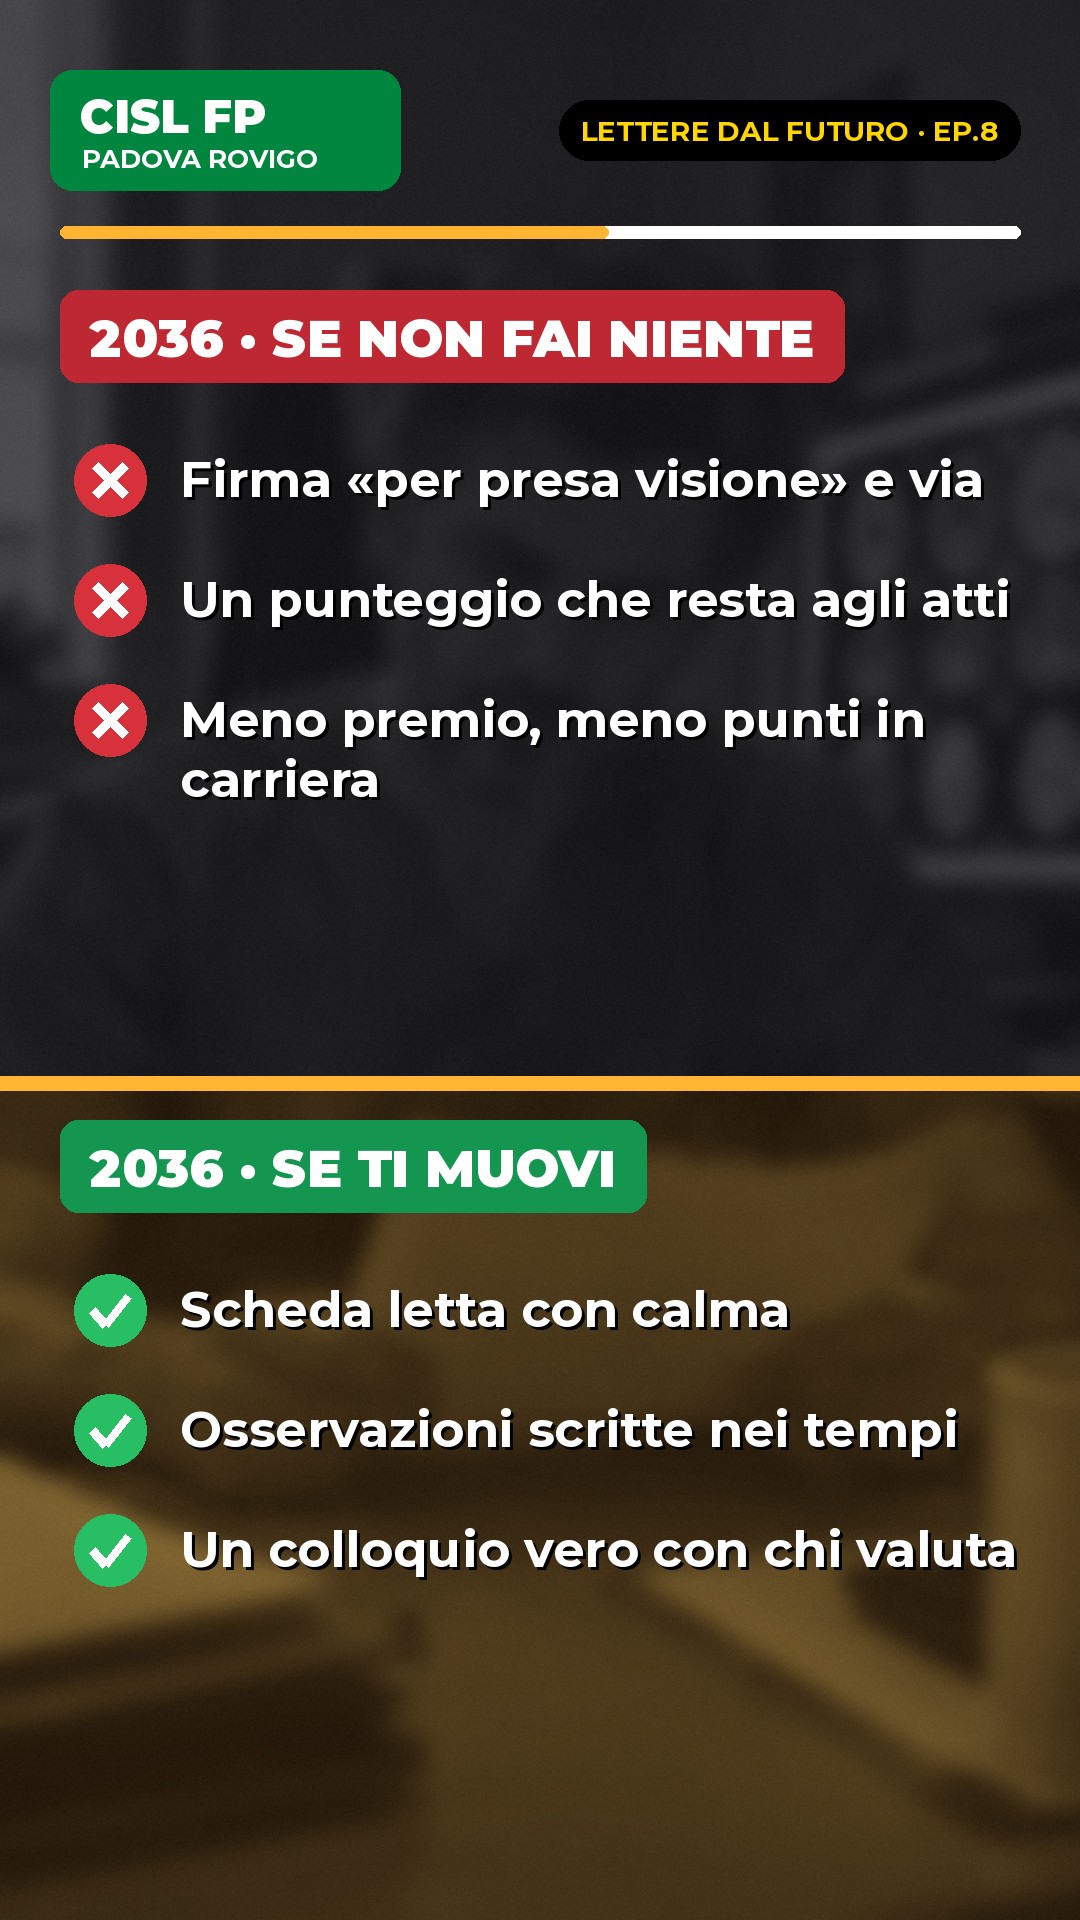 CISL FP
PADOVA ROVIGO
LETTERE DAL FUTURO · EP.8
2036 • SE NON FAI NIENTE
Firma «per presa visione» e via
Un punteggio che resta agli atti
Meno premio, meno punti in
carriera
2036 • SE TI MUOVI
Scheda letta con calma
Osservazioni scritte nei tempi
Un colloquio vero con chi valuta